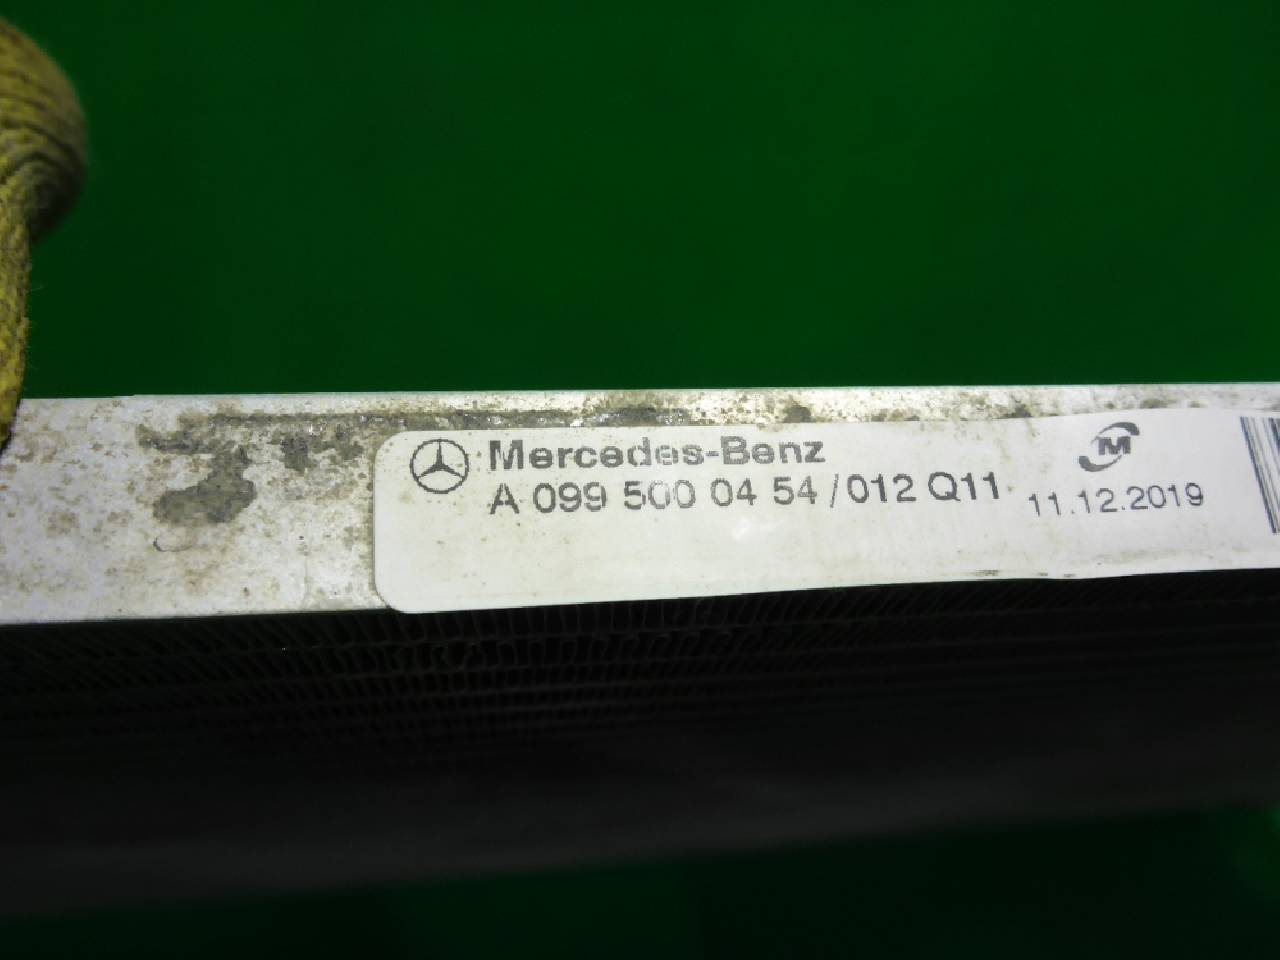 Mercedes-Benz
A 099 500 04 54 / 012 Q11
M
11.12.2019